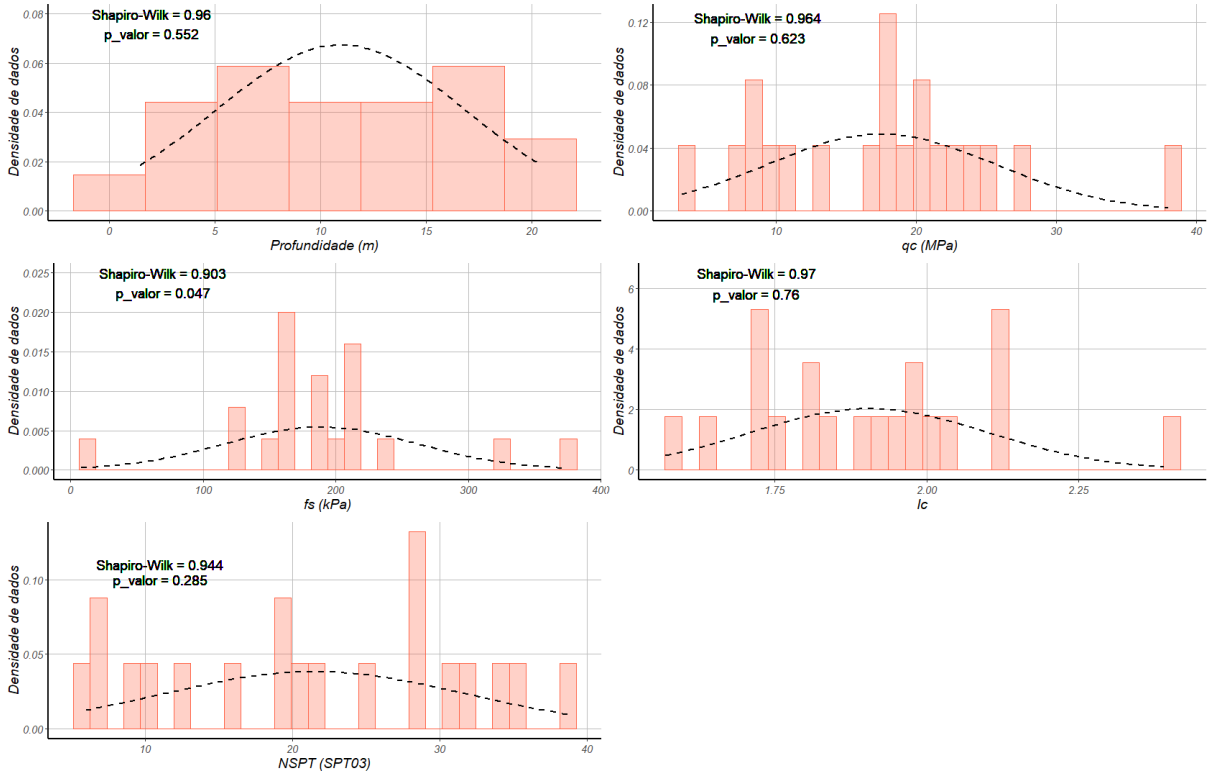 Shapiro-Wilk = 0.96
p_valor = 0.552
Densidade de dados
0.08
0.06
0.04
0.02
0.00
0 5 10 15 20
Profundidade (m)
Shapiro-Wilk = 0.964
p_valor = 0.623
Densidade de dados
0.12
0.08
0.04
0.00
10 20 30 40
qc (MPa)
Shapiro-Wilk = 0.903
p_valor = 0.047
Densidade de dados
0.025
0.020
0.015
0.010
0.005
0.000
0 100 200 300 400
fs (kPa)
Shapiro-Wilk = 0.97
p_valor = 0.76
Densidade de dados
6
4
2
0
1.75 2.00 2.25
Ic
Shapiro-Wilk = 0.944
p_valor = 0.285
Densidade de dados
0.10
0.05
0.00
10 20 30 40
NSPT (SPT03)